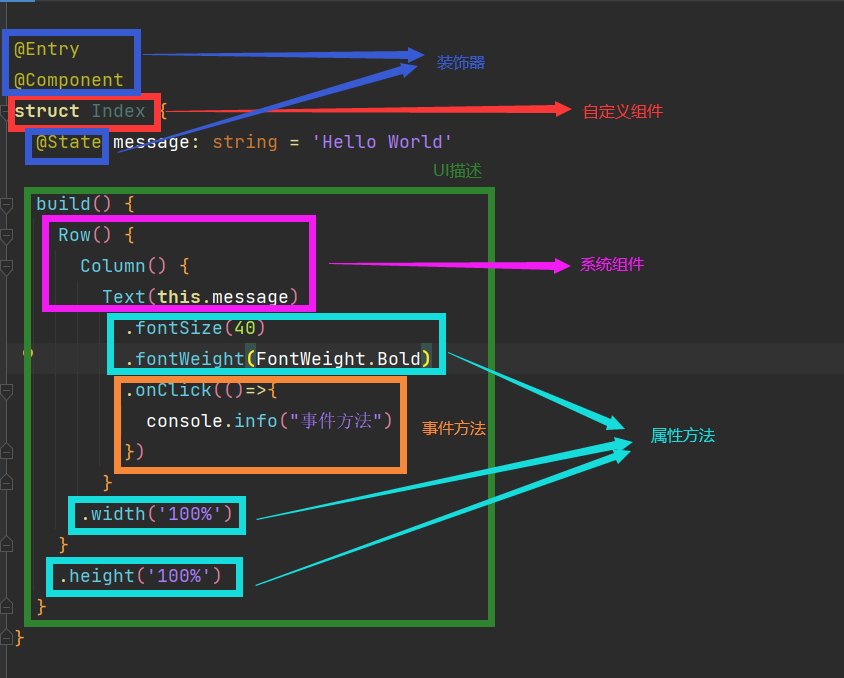 @Entry
@Component
装饰器
struct Index {
自定义组件
@State message: string = 'Hello World'
UI描述
build() {
Row() {
Column() {
系统组件
Text(this.message)
.fontSize(40)
.fontWeight(FontWeight.Bold)
.onClick(()=>{
console.info("事件方法")
事件方法
属性方法
})
}
.width('100%')
}
.height('100%')
}
}